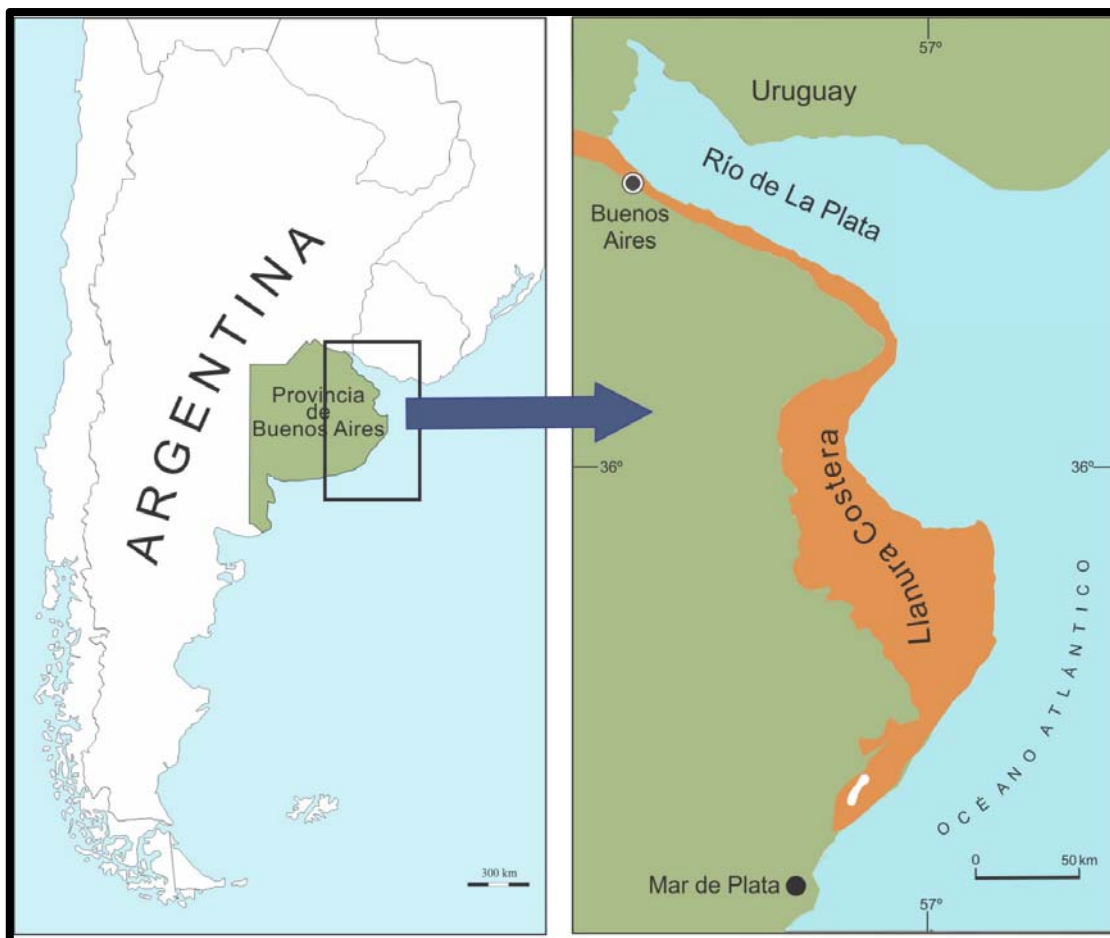 ARGENTINA
Provincia
de
Buenos Aires
300 km
57º
Uruguay
Río de La Plata
Buenos
Aires
36º
36º
Llanura Costera
OCÉANO ATLÁNTICO
0 50 km
Mar de Plata
57º